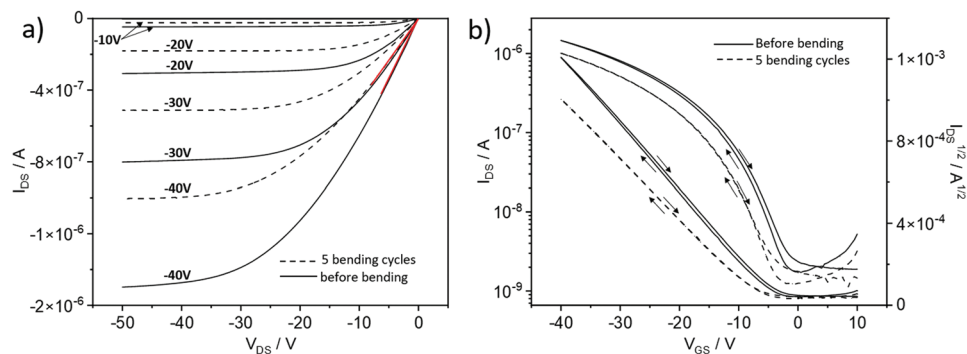 a)
0
-4×10⁻⁷
-8×10⁻⁷
-1×10⁻⁶
-2×10⁻⁶
I_DS / A
-10V
-20V
-20V
-30V
-30V
-40V
-40V
5 bending cycles
before bending
-50 -40 -30 -20 -10 0
V_DS / V
b)
10⁻⁶
10⁻⁷
10⁻⁸
10⁻⁹
I_DS / A
Before bending
5 bending cycles
1×10⁻³
8×10⁻⁴
4×10⁻⁴
0
I_DS^1/2 / A^1/2
-40 -30 -20 -10 0 10
V_GS / V